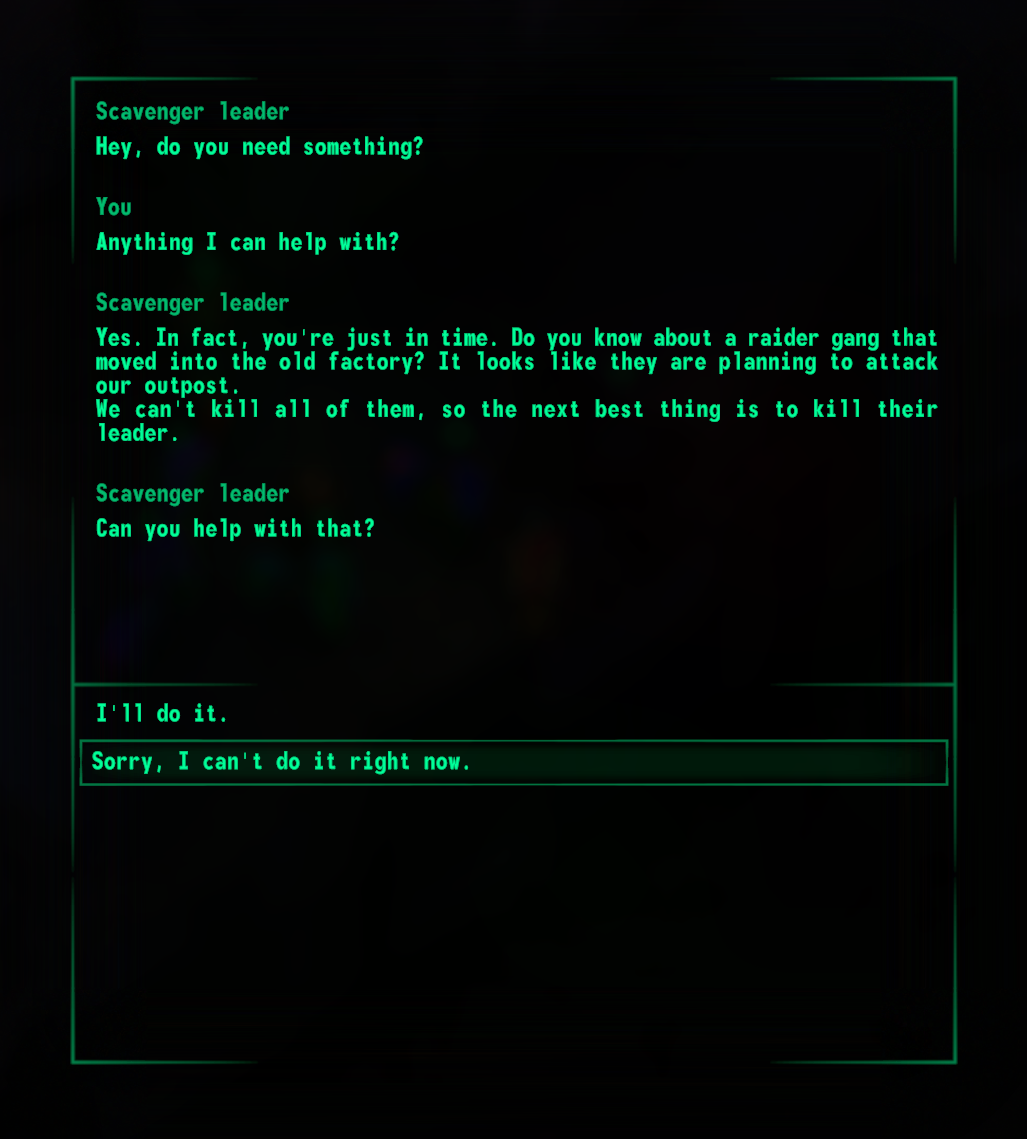 Scavenger leader
Hey, do you need something?
You
Anything I can help with?
Scavenger leader
Yes. In fact, you're just in time. Do you know about a raider gang that
moved into the old factory? It looks like they are planning to attack
our outpost.
We can't kill all of them, so the next best thing is to kill their
leader.
Scavenger leader
Can you help with that?
I'll do it.
Sorry, I can't do it right now.